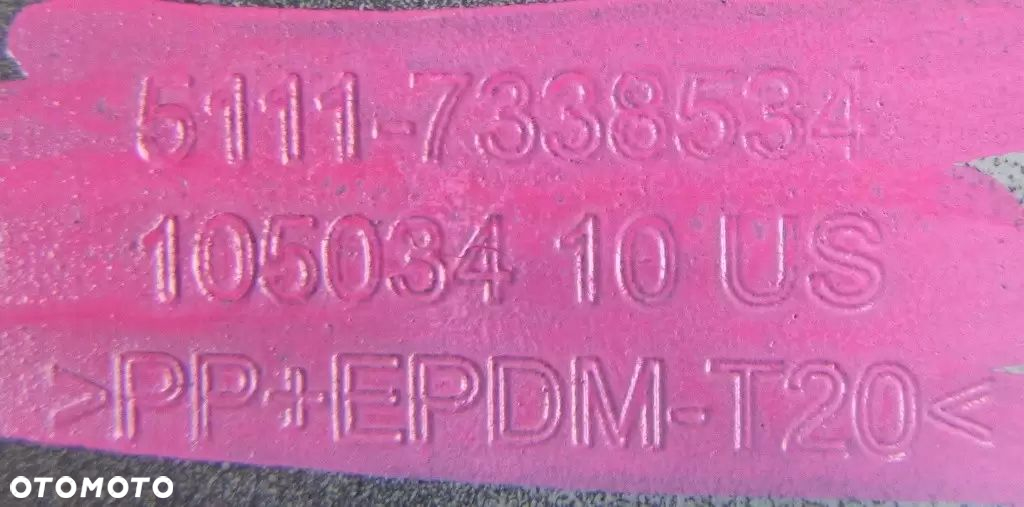 5111-7338534
105034 10 US
>PP+EPDM-T20<
OTOMOTO